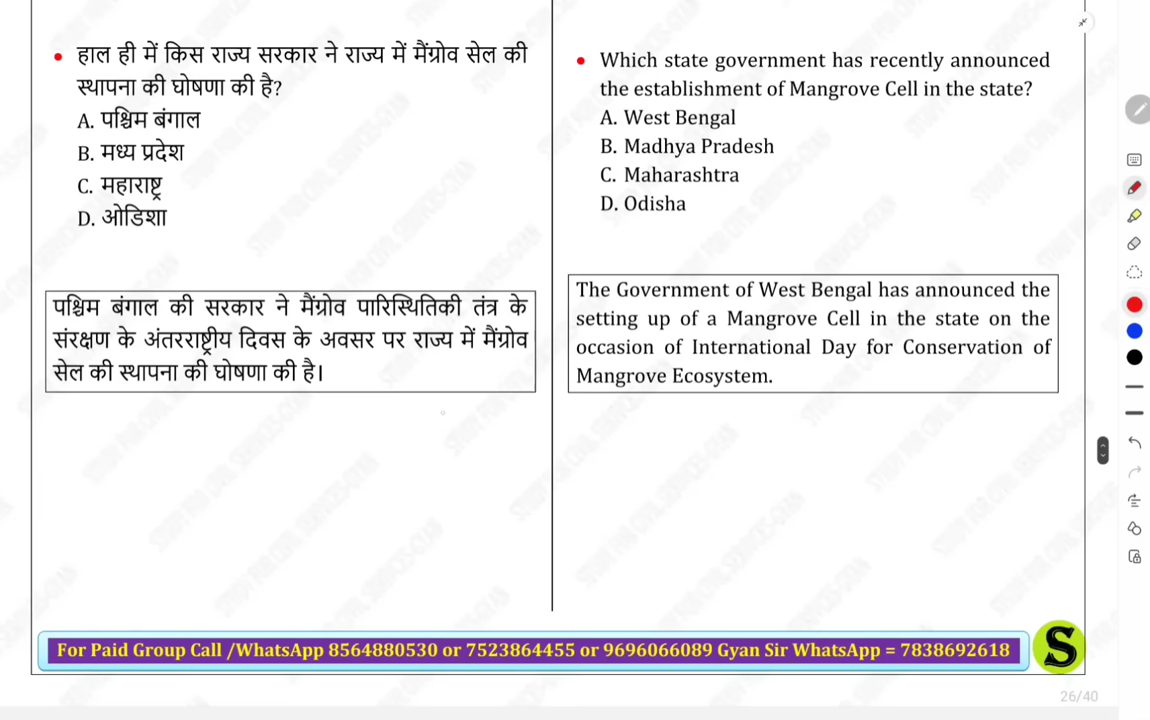 • हाल ही में किस राज्य सरकार ने राज्य में मैंग्रोव सेल की
स्थापना की घोषणा की है?
A. पश्चिम बंगाल
B. मध्य प्रदेश
C. महाराष्ट्र
D. ओडिशा
पश्चिम बंगाल की सरकार ने मैंग्रोव पारिस्थितिकी तंत्र के
संरक्षण के अंतरराष्ट्रीय दिवस के अवसर पर राज्य में मैंग्रोव
सेल की स्थापना की घोषणा की है।
• Which state government has recently announced
the establishment of Mangrove Cell in the state?
A. West Bengal
B. Madhya Pradesh
C. Maharashtra
D. Odisha
The Government of West Bengal has announced the
setting up of a Mangrove Cell in the state on the
occasion of International Day for Conservation of
Mangrove Ecosystem.
For Paid Group Call /WhatsApp 8564880530 or 7523864455 or 9696066089 Gyan Sir WhatsApp = 7838692618
S
26/40